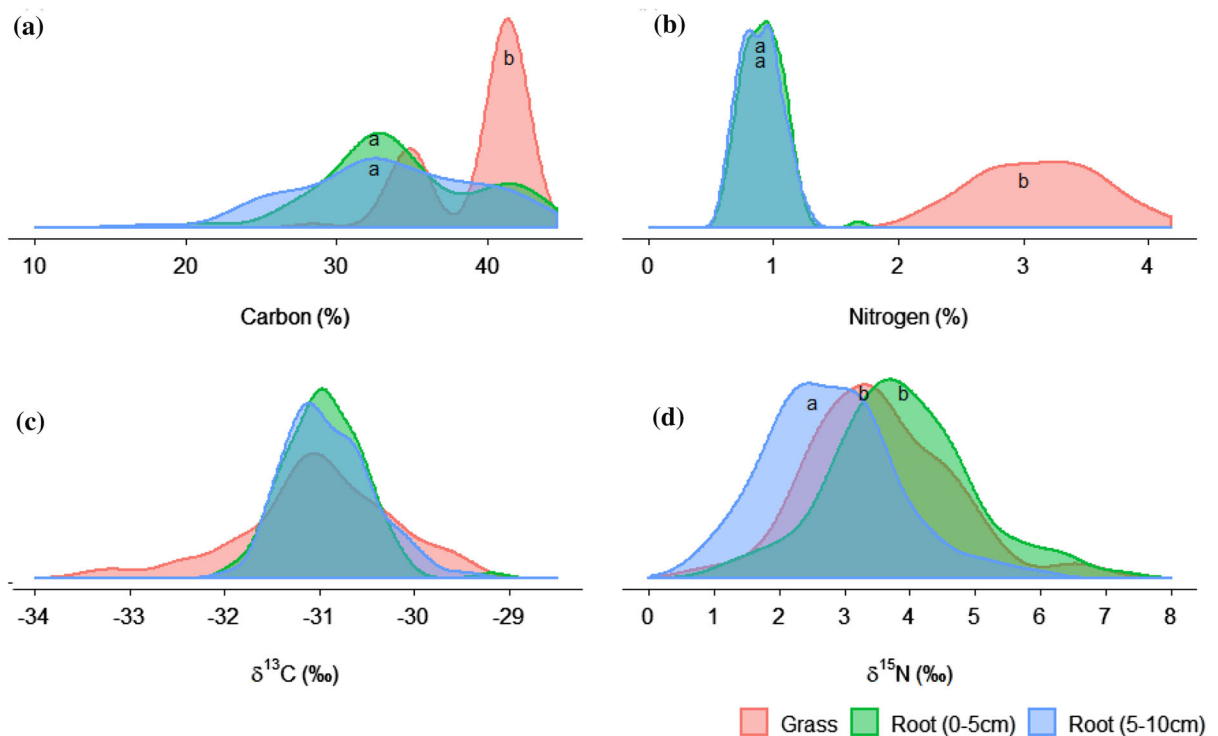 (a)
b
a
a
10 20 30 40
Carbon (%)
(b)
a
a
b
0 1 2 3 4
Nitrogen (%)
(c)
-34 -33 -32 -31 -30 -29
δ¹³C (‰)
(d)
a b b
0 1 2 3 4 5 6 7 8
δ¹⁵N (‰)
Grass Root (0-5cm) Root (5-10cm)